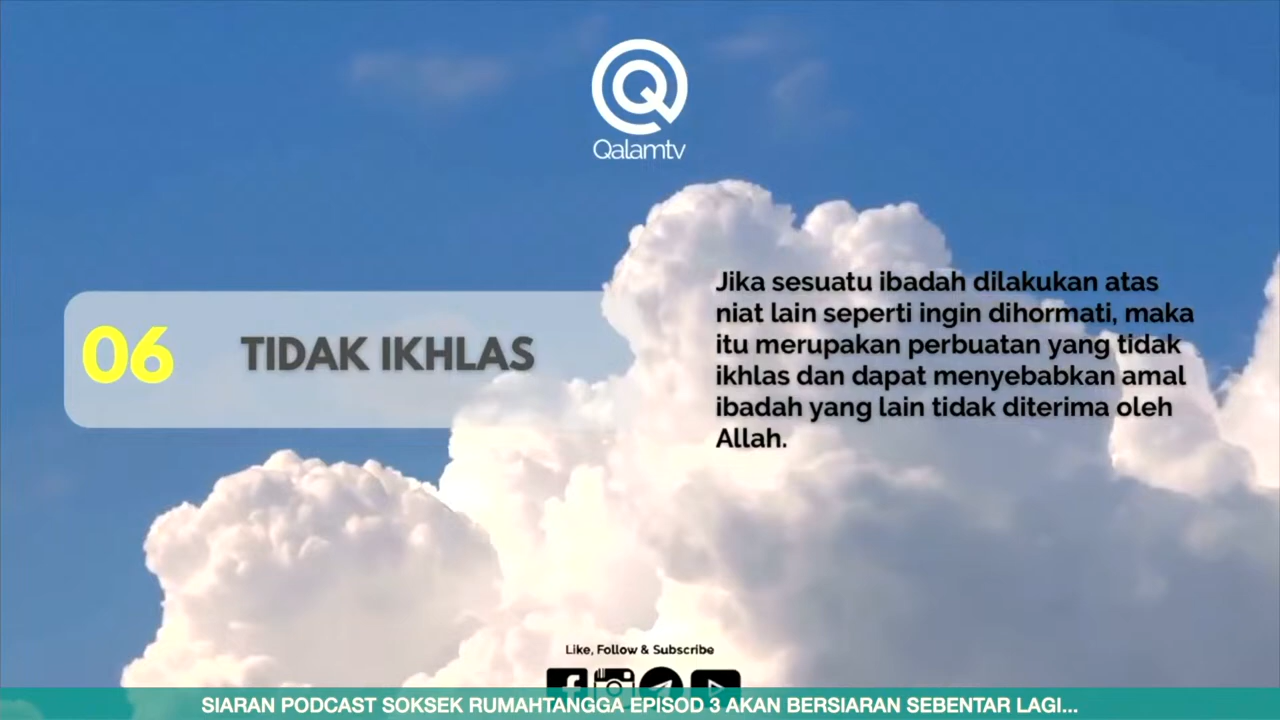 Qalamtv
06
TIDAK IKHLAS
Jika sesuatu ibadah dilakukan atas
niat lain seperti ingin dihormati, maka
itu merupakan perbuatan yang tidak
ikhlas dan dapat menyebabkan amal
ibadah yang lain tidak diterima oleh
Allah.
Like, Follow & Subscribe
SIARAN PODCAST SOKSEK RUMAHTANGGA EPISOD 3 AKAN BERSIARAN SEBENTAR LAGI...